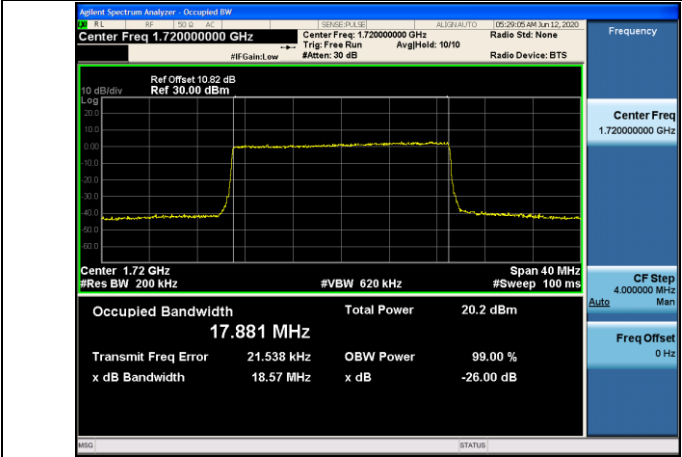 Agilent Spectrum Analyzer - Occupied BW
RL RF 50 Ω AC SENSE:PULSE ALIGN AUTO 05:29:05 AM Jun 12, 2020
Center Freq 1.720000000 GHz
Center Freq: 1.720000000 GHz
Radio Std: None
Trig: Free Run Avg|Hold: 10/10
#IFGain:Low #Atten: 30 dB Radio Device: BTS
Frequency
Ref Offset 10.82 dB
10 dB/div Ref 30.00 dBm
Log
20.0
10.0
0.00
-10.0
-20.0
-30.0
-40.0
-50.0
-60.0
Center 1.72 GHz Span 40 MHz
#Res BW 200 kHz #VBW 620 kHz #Sweep 100 ms
Occupied Bandwidth Total Power 20.2 dBm
17.881 MHz
Transmit Freq Error 21.538 kHz OBW Power 99.00 %
x dB Bandwidth 18.57 MHz x dB -26.00 dB
Center Freq
1.720000000 GHz
CF Step
4.000000 MHz
Auto Man
Freq Offset
0 Hz
MSG STATUS